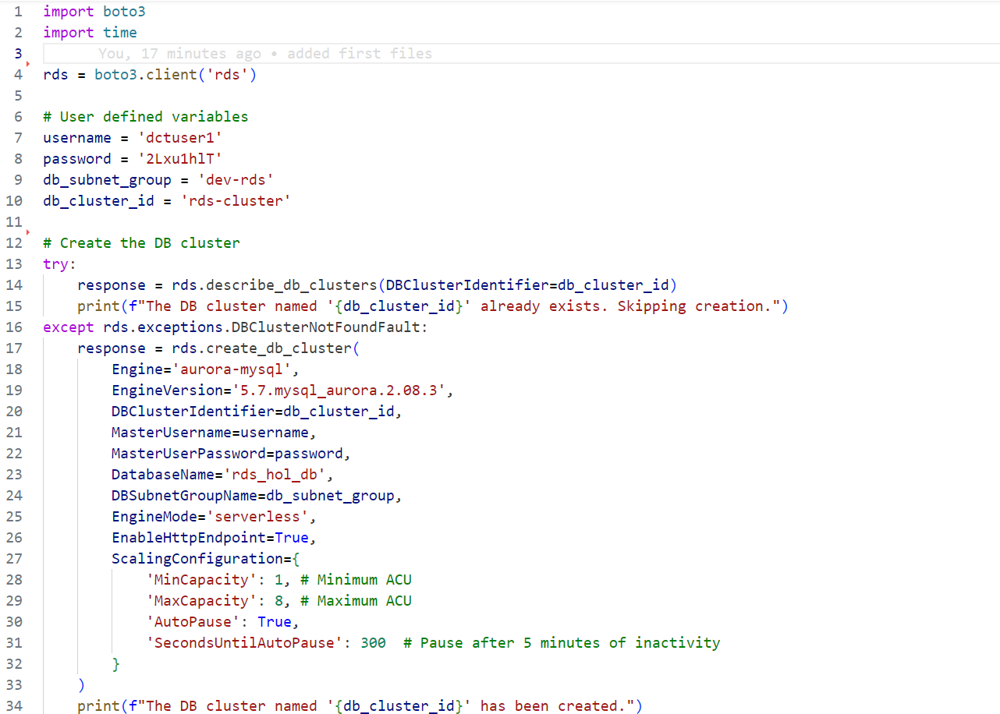 1 import boto3
2 import time
3 You, 17 minutes ago • added first files
4 rds = boto3.client('rds')
5
6 # User defined variables
7 username = 'dctuser1'
8 password = '2Lxu1hlT'
9 db_subnet_group = 'dev-rds'
10 db_cluster_id = 'rds-cluster'
11
12 # Create the DB cluster
13 try:
14     response = rds.describe_db_clusters(DBClusterIdentifier=db_cluster_id)
15     print(f"The DB cluster named '{db_cluster_id}' already exists. Skipping creation.")
16 except rds.exceptions.DBClusterNotFoundFault:
17     response = rds.create_db_cluster(
18         Engine='aurora-mysql',
19         EngineVersion='5.7.mysql_aurora.2.08.3',
20         DBClusterIdentifier=db_cluster_id,
21         MasterUsername=username,
22         MasterUserPassword=password,
23         DatabaseName='rds_hol_db',
24         DBSubnetGroupName=db_subnet_group,
25         EngineMode='serverless',
26         EnableHttpEndpoint=True,
27         ScalingConfiguration={
28             'MinCapacity': 1, # Minimum ACU
29             'MaxCapacity': 8, # Maximum ACU
30             'AutoPause': True,
31             'SecondsUntilAutoPause': 300  # Pause after 5 minutes of inactivity
32         }
33     )
34     print(f"The DB cluster named '{db_cluster_id}' has been created.")